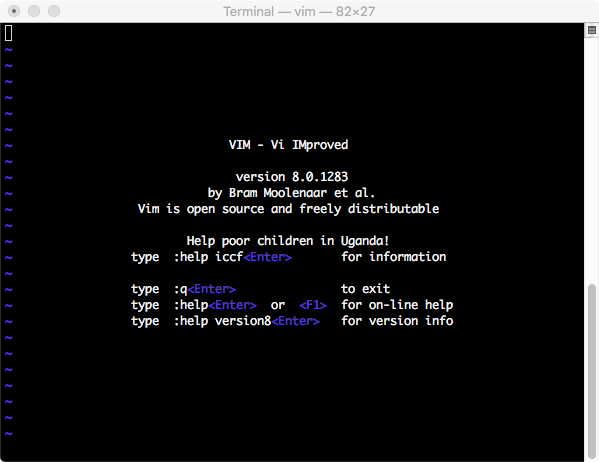 Terminal — vim — 82×27
~
~
~
~
~
~
VIM - Vi IMproved
~
~
version 8.0.1283
~
by Bram Moolenaar et al.
~
Vim is open source and freely distributable
~
~
Help poor children in Uganda!
~
type :help iccf<Enter> for information
~
~
type :q<Enter> to exit
~
type :help<Enter> or <F1> for on-line help
~
type :help version8<Enter> for version info
~
~
~
~
~
~
~
~